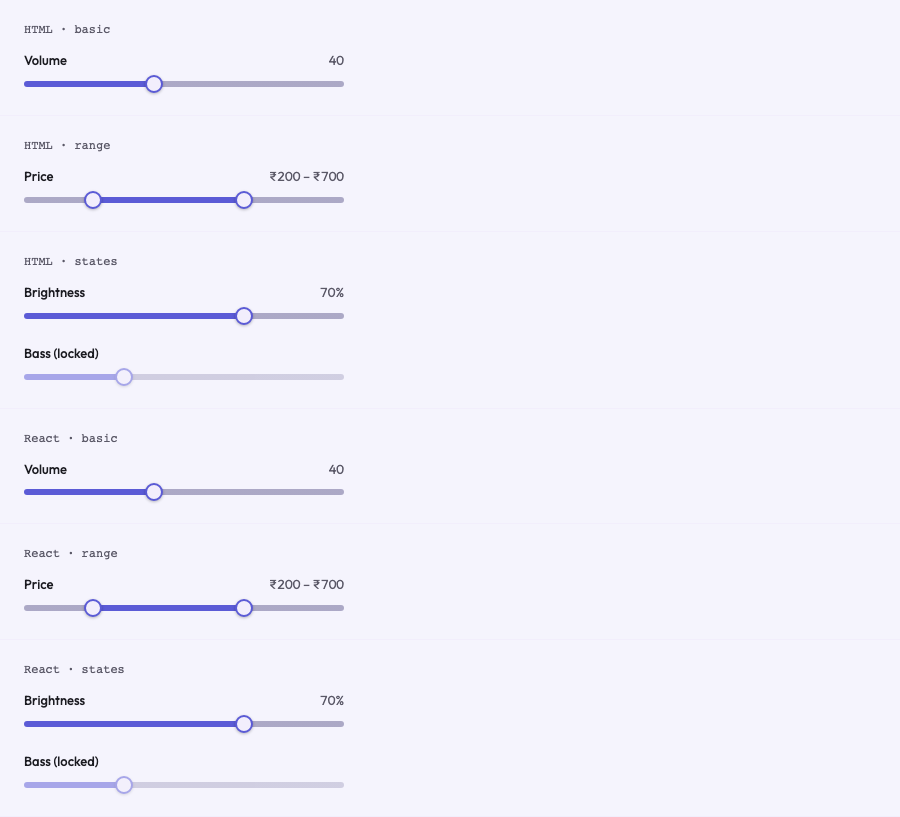 HTML · basic
Volume 40
HTML · range
Price ₹200 – ₹700
HTML · states
Brightness 70%
Bass (locked)
React · basic
Volume 40
React · range
Price ₹200 – ₹700
React · states
Brightness 70%
Bass (locked)